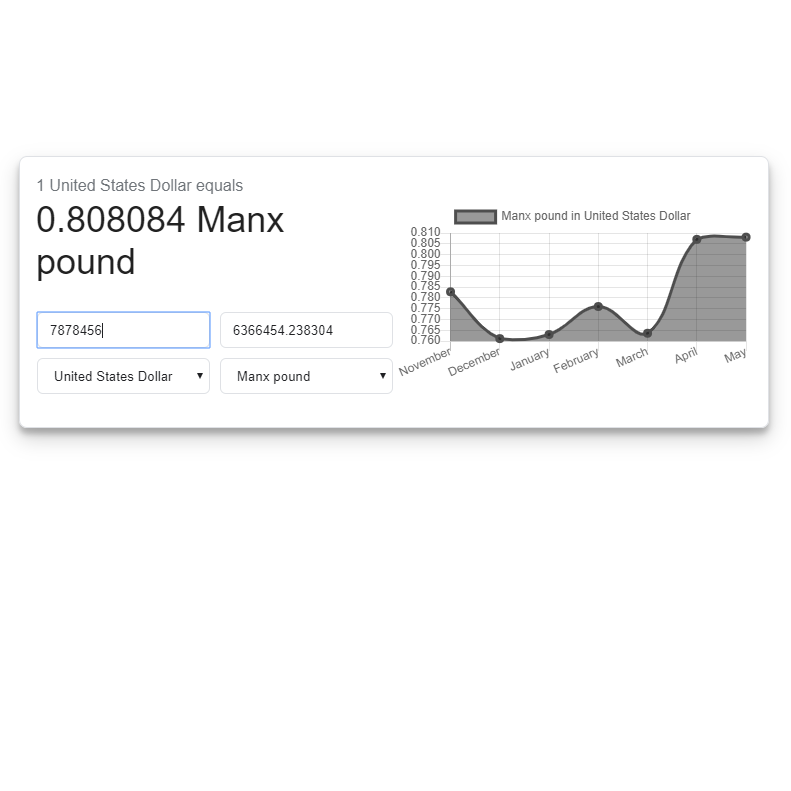 1 United States Dollar equals
0.808084 Manx
pound
7878456
6366454.238304
United States Dollar
Manx pound
Manx pound in United States Dollar
0.810
0.805
0.800
0.795
0.790
0.785
0.780
0.775
0.770
0.765
0.760
November
December
January
February
March
April
May